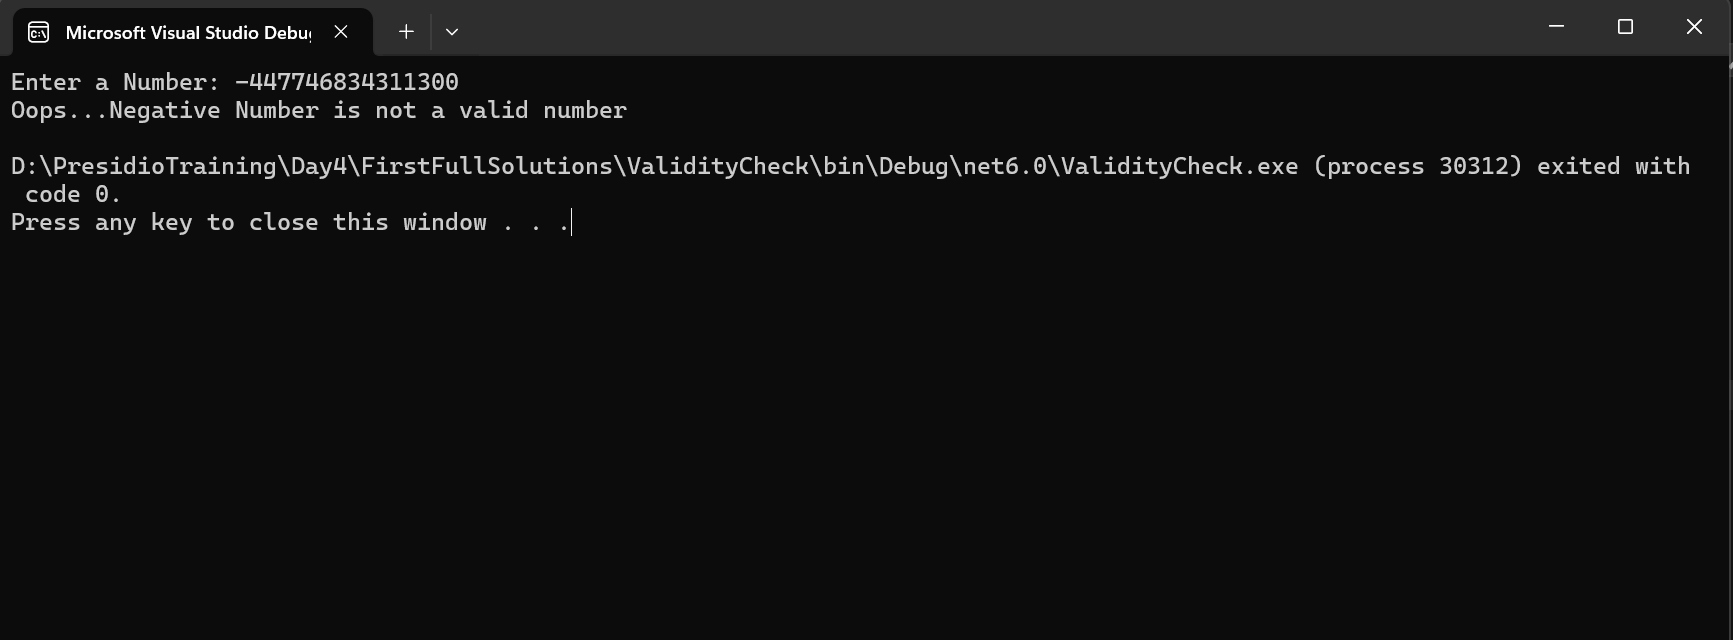 Microsoft Visual Studio Debu
Enter a Number: -447746834311300
Oops...Negative Number is not a valid number
D:\PresidioTraining\Day4\FirstFullSolutions\ValidityCheck\bin\Debug\net6.0\ValidityCheck.exe (process 30312) exited with
code 0.
Press any key to close this window . . .